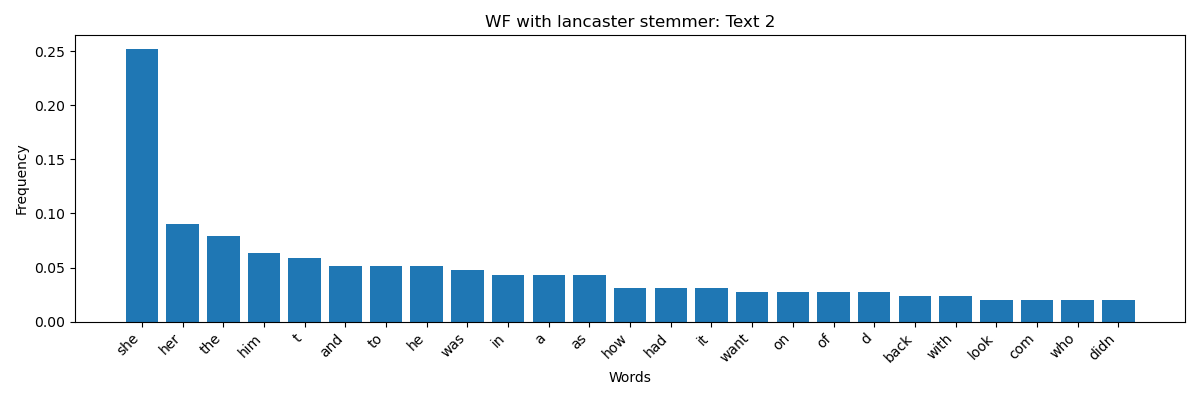 WF with lancaster stemmer: Text 2
0.25
0.20
0.15
0.10
0.05
0.00
Frequency
she her the him t and to he was in a as how had it want on of d back with look com who didn
Words